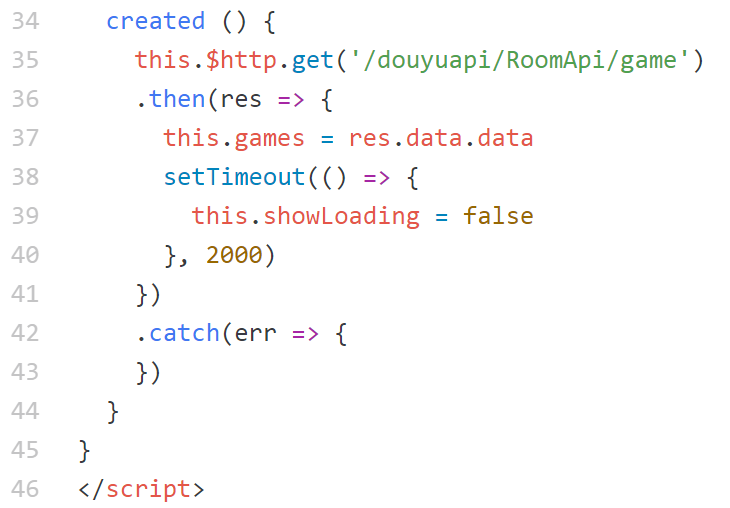 34 created () {
35 this.$http.get('/douyuapi/RoomApi/game')
36 .then(res => {
37 this.games = res.data.data
38 setTimeout(() => {
39 this.showLoading = false
40 }, 2000)
41 })
42 .catch(err => {
43 })
44 }
45 }
46 </script>